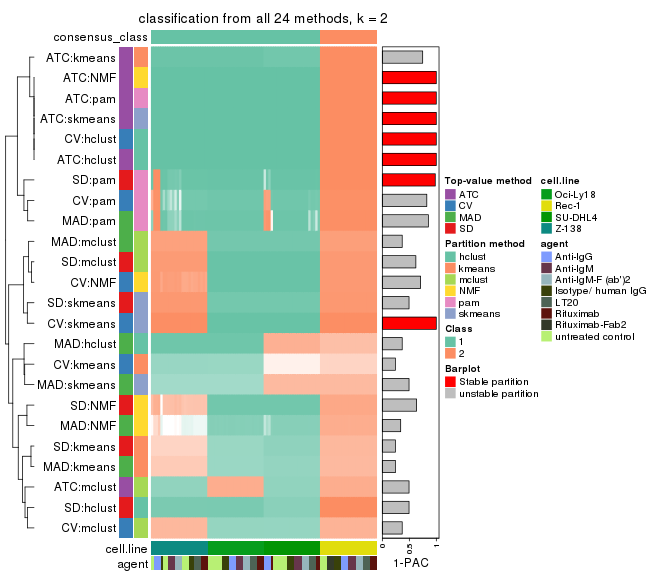 classification from all 24 methods, k = 2
consensus_class
ATC:kmeans
ATC:NMF
ATC:pam
ATC:skmeans
CV:hclust
ATC:hclust
SD:pam
CV:pam
MAD:pam
MAD:mclust
SD:mclust
CV:NMF
SD:skmeans
CV:skmeans
MAD:hclust
CV:kmeans
MAD:skmeans
SD:NMF
MAD:NMF
SD:kmeans
MAD:kmeans
ATC:mclust
SD:hclust
CV:mclust
cell.line
agent
0
0.5
1
1-PAC
Top-value method
ATC
CV
MAD
SD
Partition method
hclust
kmeans
mclust
NMF
pam
skmeans
Class
1
2
Barplot
Stable partition
unstable partition
cell.line
Oci-Ly18
Rec-1
SU-DHL4
Z-138
agent
Anti-IgG
Anti-IgM
Anti-IgM-F (ab')2
Isotype/ human IgG
LT20
Rituximab
Rituximab-Fab2
untreated control